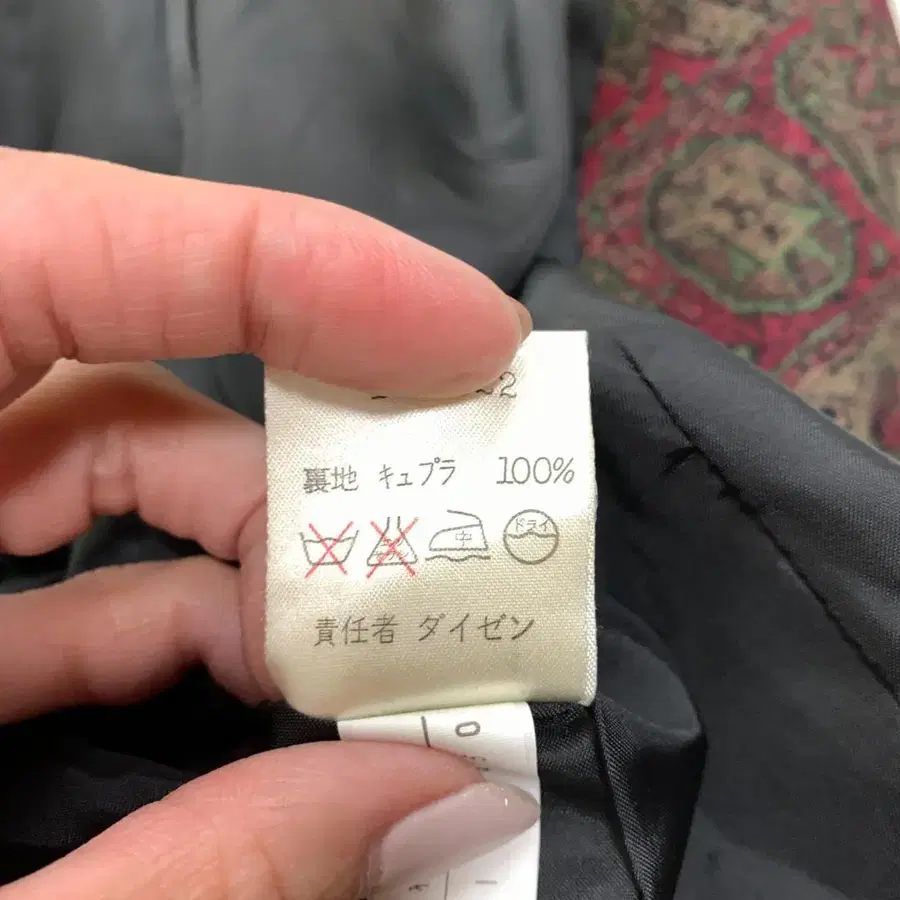 裏地 キュプラ 100%
中 ドライ
責任者 ダイゼン